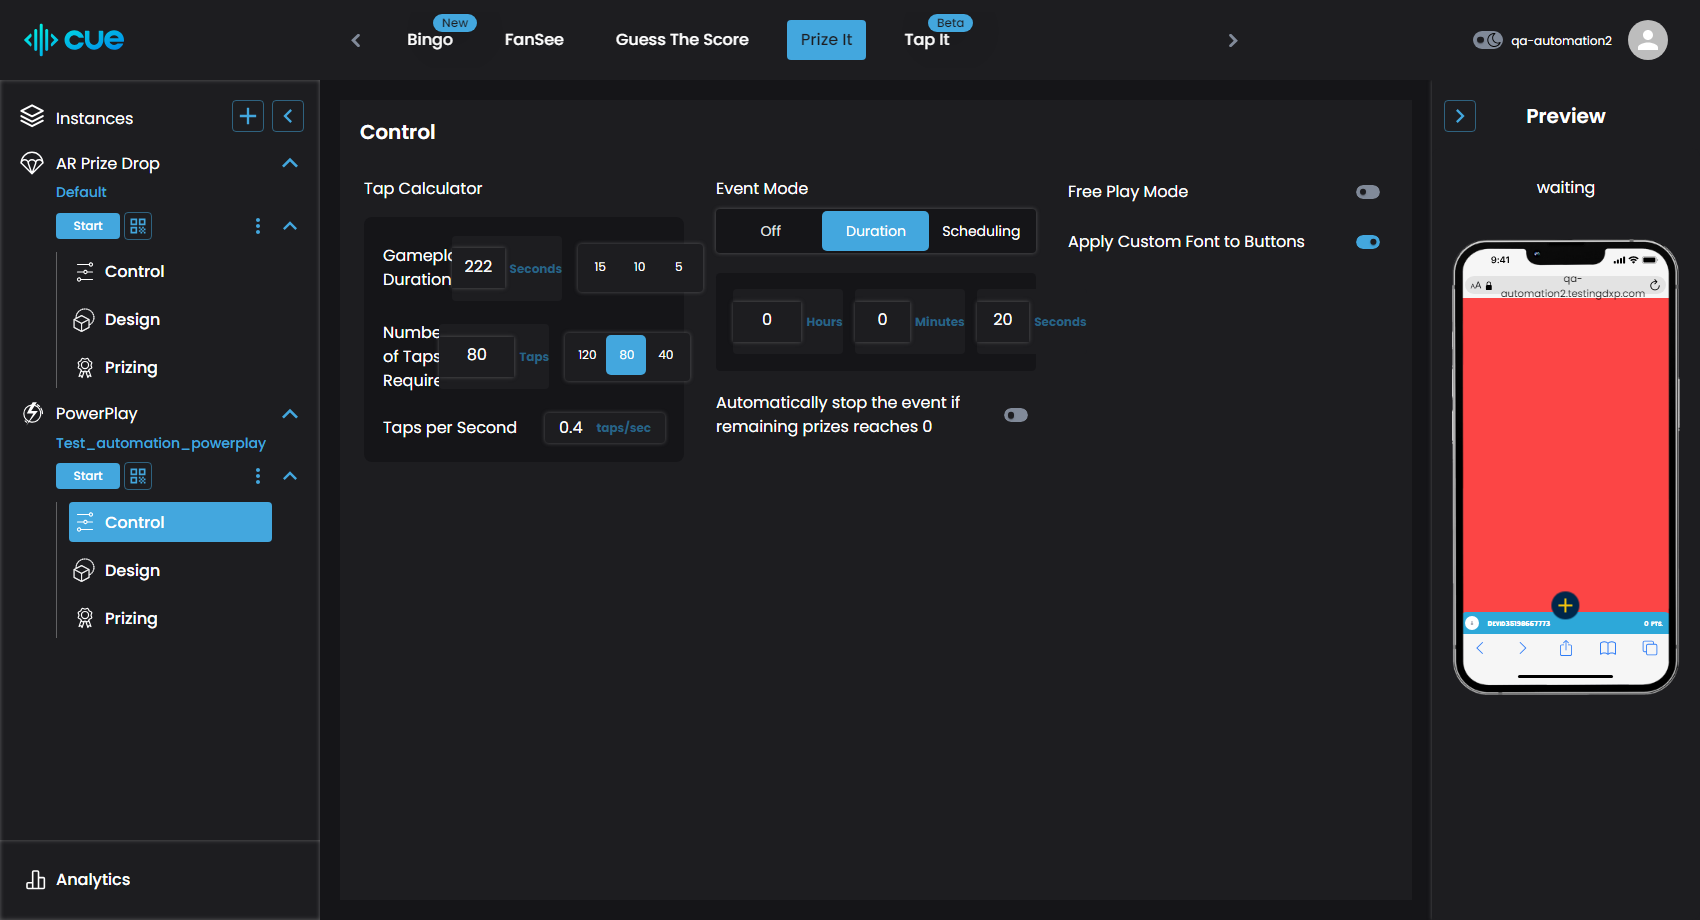 cue
Bingo
New
FanSee
Guess The Score
Prize It
Tap It
Beta
qa-automation2
Instances
AR Prize Drop
Default
Start
Control
Design
Prizing
PowerPlay
Test_automation_powerplay
Start
Control
Design
Prizing
Analytics
Control
Tap Calculator
Gamepl
Duration
222
Seconds
15
10
5
Numbe
of Taps
Require
80
Taps
120
80
40
Taps per Second
0.4
taps/sec
Event Mode
Off
Duration
Scheduling
0
Hours
0
Minutes
20
Seconds
Automatically stop the event if
remaining prizes reaches 0
Free Play Mode
Apply Custom Font to Buttons
Preview
waiting
9:41
AA
qa-
automation2.testingdxp.com
DEVID36198667773
0 PTS.